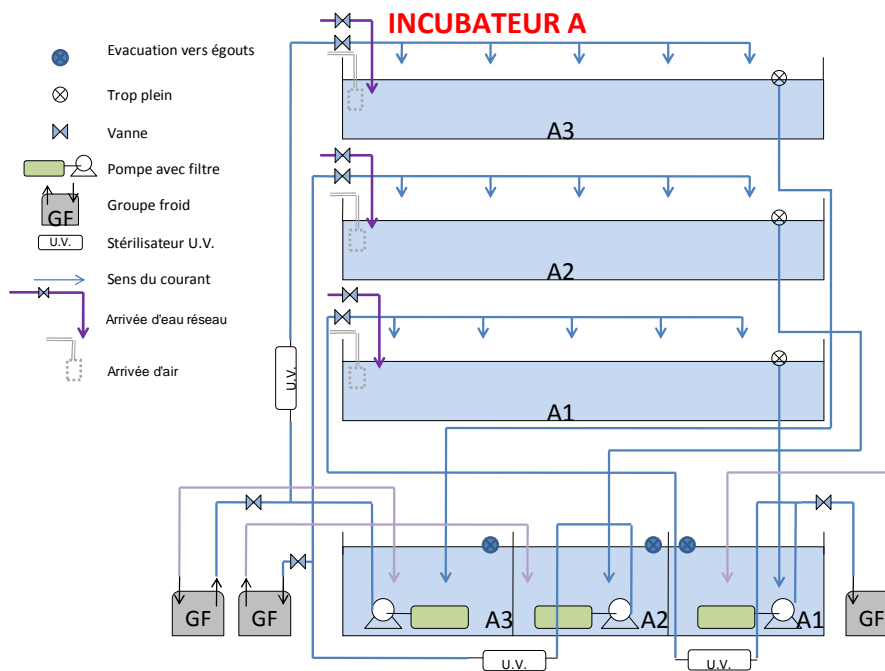 INCUBATEUR A
Evacuation vers égouts
Trop plein
Vanne
Pompe avec filtre
Groupe froid
GF
U.V.
Stérilisateur U.V.
Sens du courant
Arrivée d'eau réseau
Arrivée d'air
A3
A2
A1
U.V.
GF
GF
A3
A2
A1
GF
U.V.
U.V.